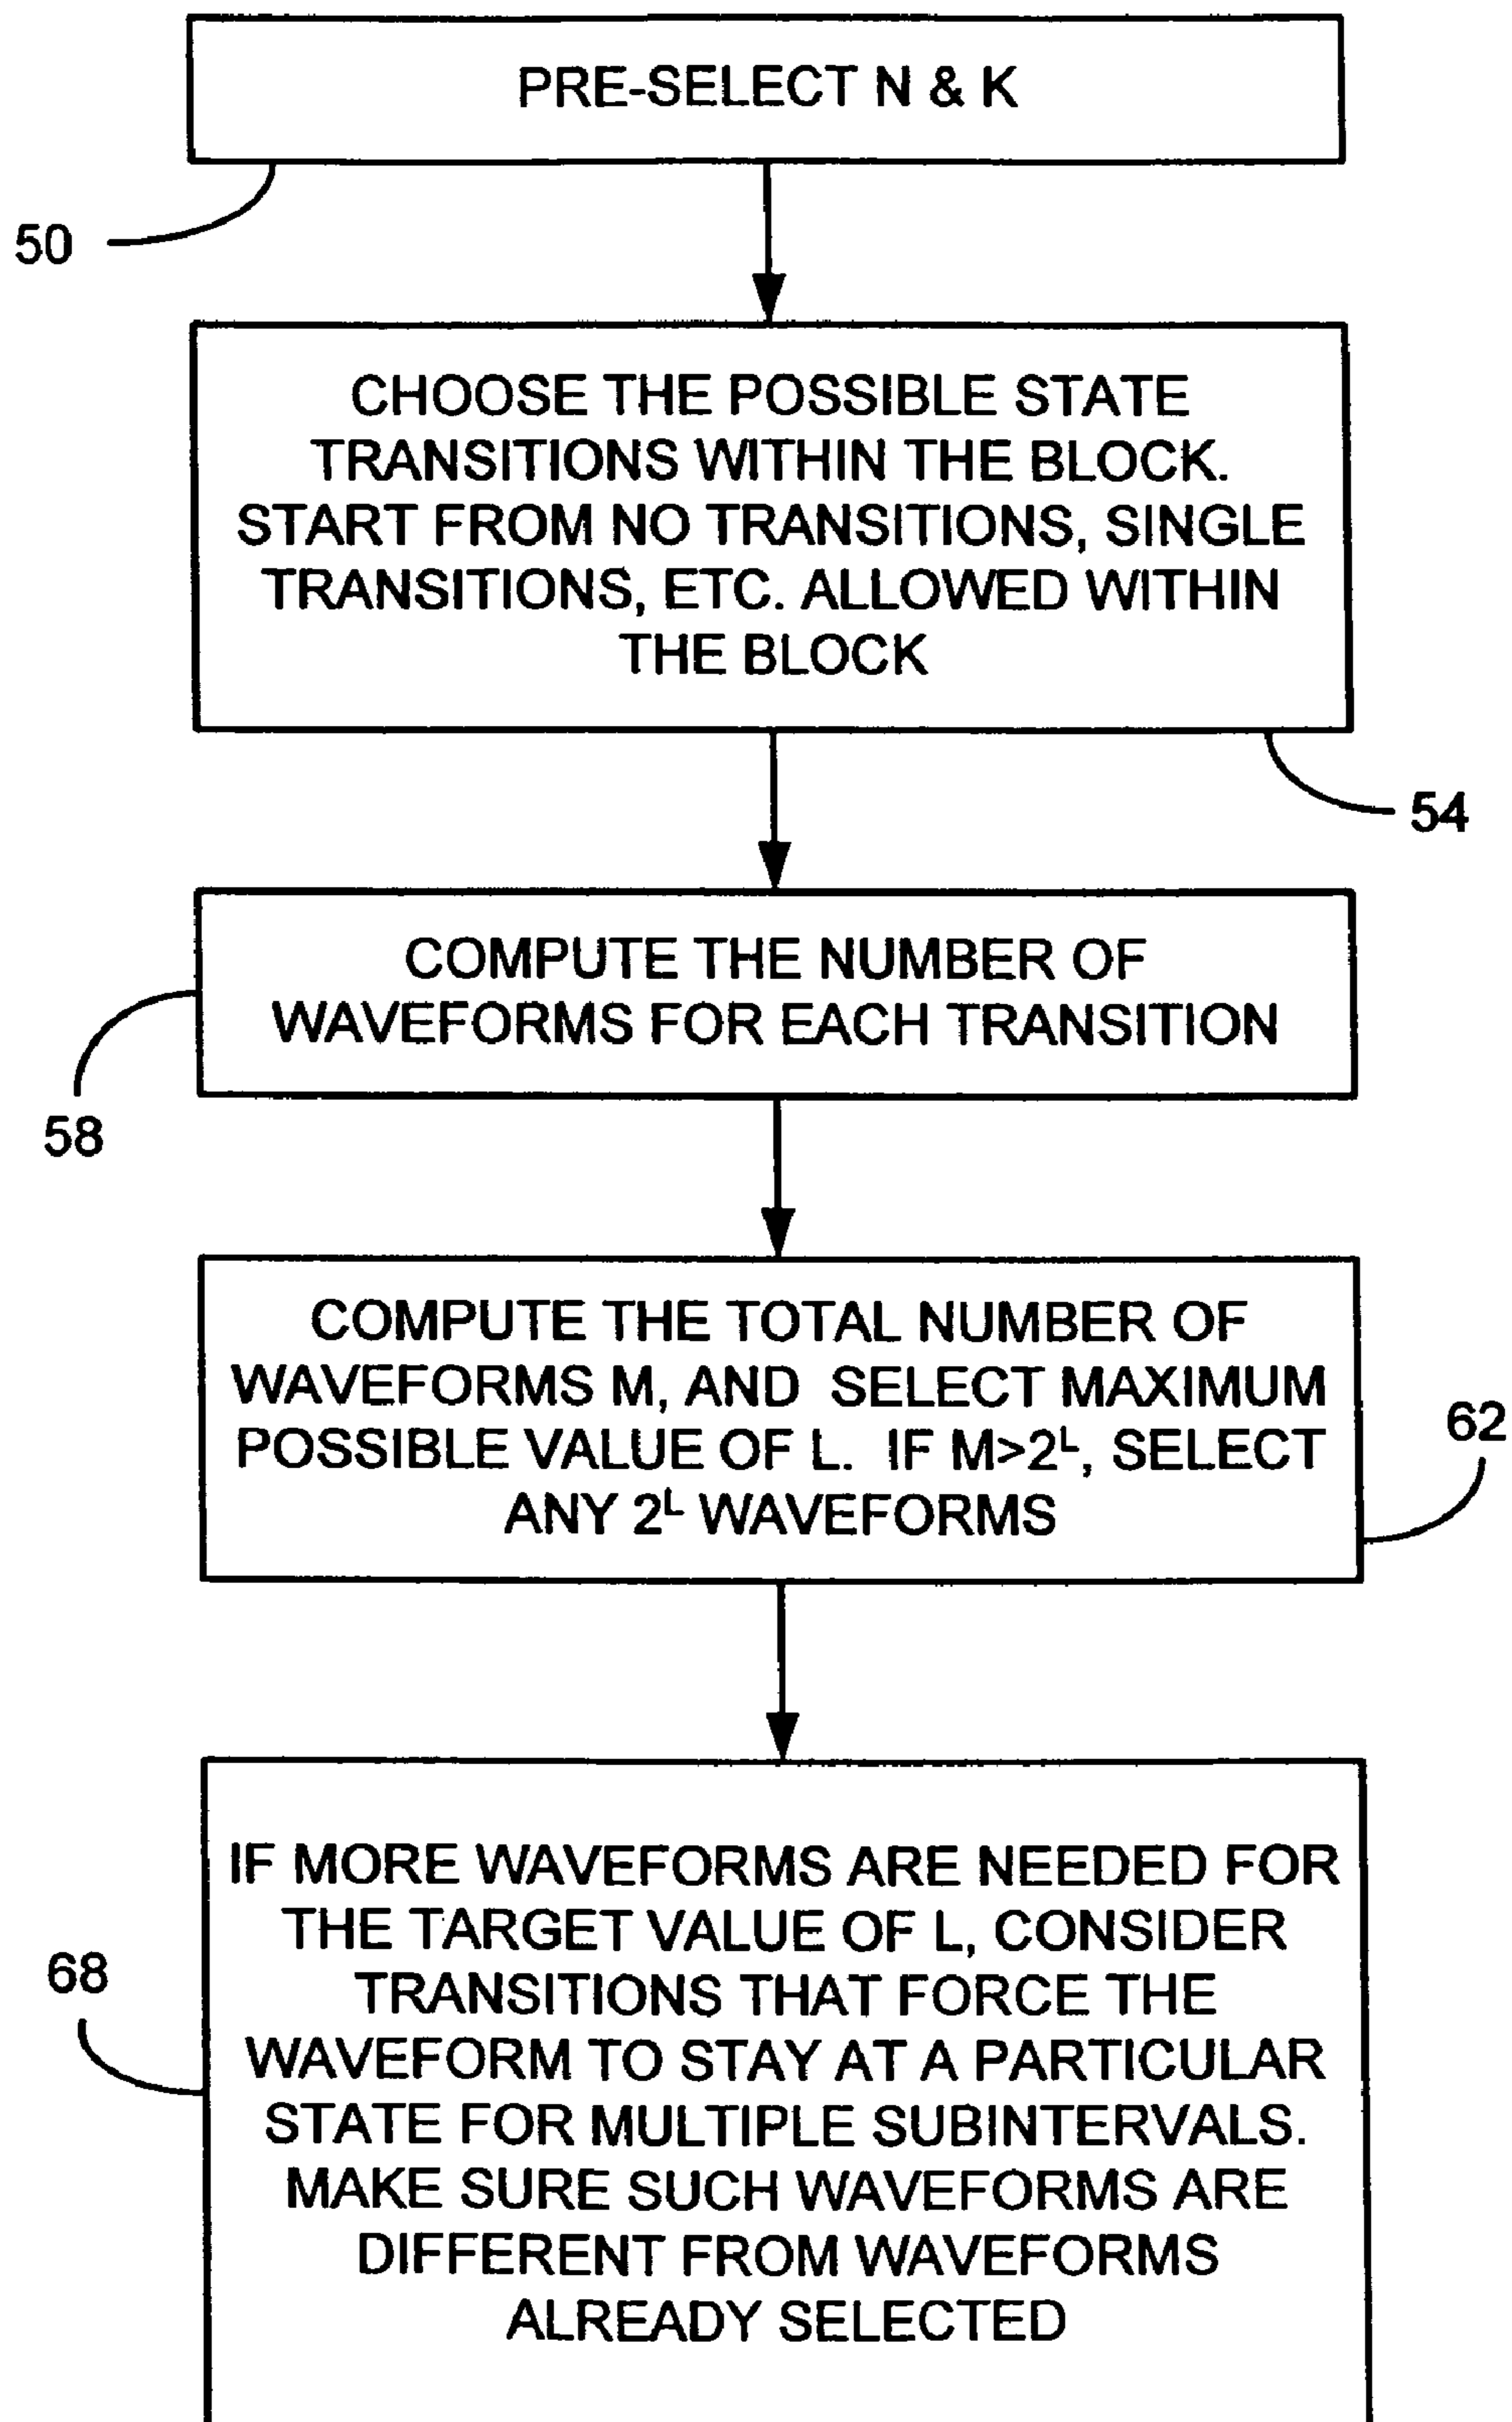 PRE-SELECT N & K
50
CHOOSE THE POSSIBLE STATE
TRANSITIONS WITHIN THE BLOCK.
START FROM NO TRANSITIONS, SINGLE
TRANSITIONS, ETC. ALLOWED WITHIN
THE BLOCK
54
COMPUTE THE NUMBER OF
WAVEFORMS FOR EACH TRANSITION
58
COMPUTE THE TOTAL NUMBER OF
WAVEFORMS M, AND SELECT MAXIMUM
POSSIBLE VALUE OF L. IF M>2ᴸ, SELECT
ANY 2ᴸ WAVEFORMS
62
IF MORE WAVEFORMS ARE NEEDED FOR
THE TARGET VALUE OF L, CONSIDER
TRANSITIONS THAT FORCE THE
WAVEFORM TO STAY AT A PARTICULAR
STATE FOR MULTIPLE SUBINTERVALS.
MAKE SURE SUCH WAVEFORMS ARE
DIFFERENT FROM WAVEFORMS
ALREADY SELECTED
68